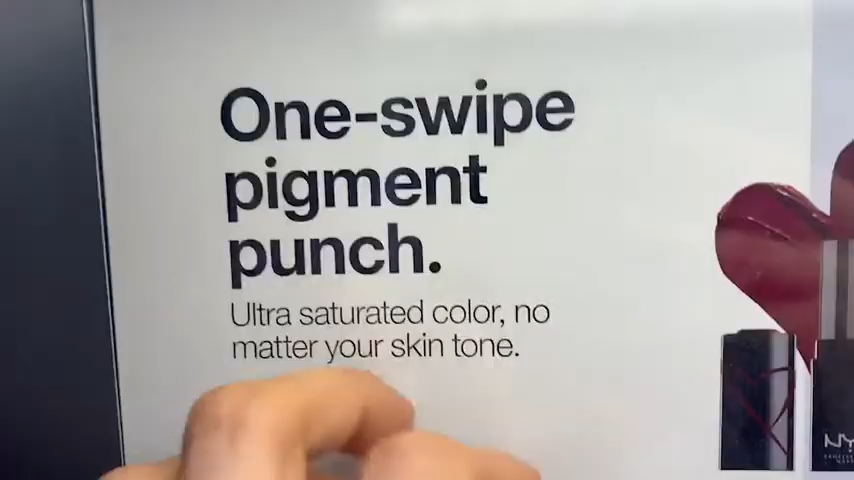 One-swipe
pigment
punch.
Ultra saturated color, no
matter your skin tone.